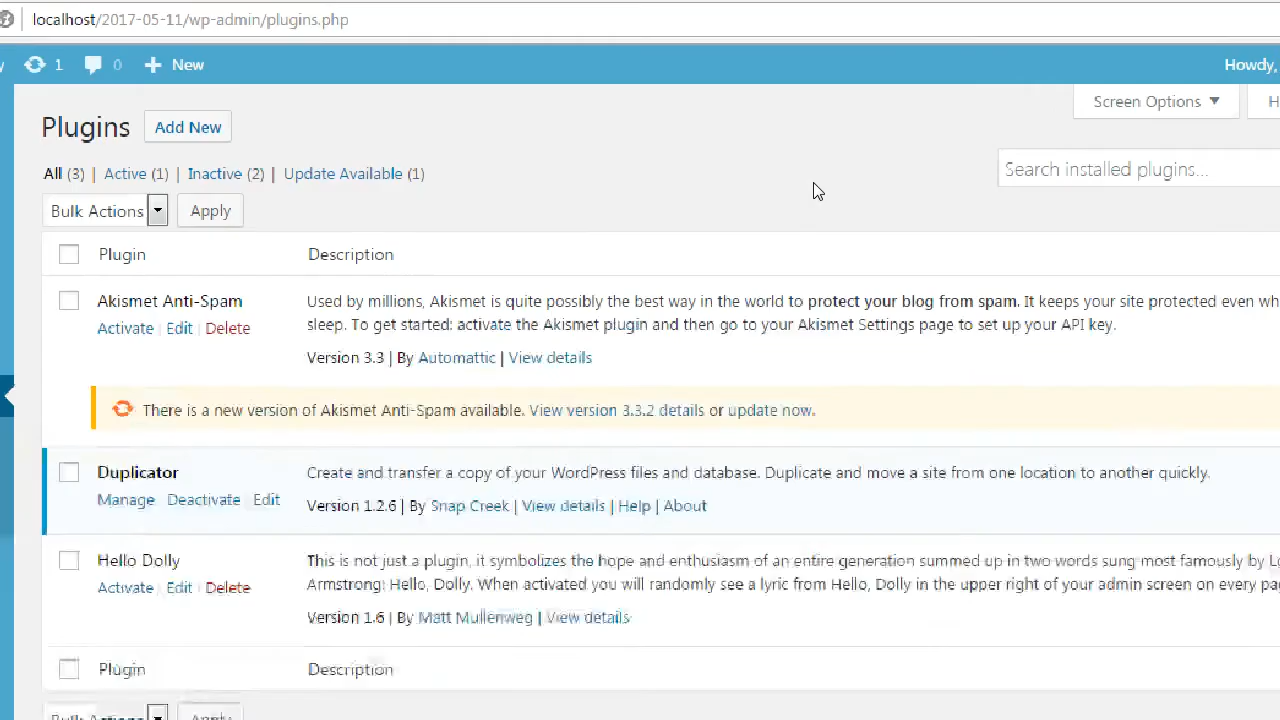 localhost/2017-05-11/wp-admin/plugins.php
1 0 New Howdy,
Screen Options
Plugins Add New
All (3) | Active (1) | Inactive (2) | Update Available (1)
Search installed plugins...
Bulk Actions Apply
Plugin Description
Akismet Anti-Spam Used by millions, Akismet is quite possibly the best way in the world to protect your blog from spam. It keeps your site protected even
Activate | Edit | Delete sleep. To get started: activate the Akismet plugin and then go to your Akismet Settings page to set up your API key.
Version 3.3 | By Automattic | View details
There is a new version of Akismet Anti-Spam available. View version 3.3.2 details or update now.
Duplicator Create and transfer a copy of your WordPress files and database. Duplicate and move a site from one location to another quickly.
Manage Deactivate Edit Version 1.2.6 | By Snap Creek | View details | Help | About
Hello Dolly This is not just a plugin, it symbolizes the hope and enthusiasm of an entire generation summed up in two words sung most famously by
Activate | Edit | Delete Armstrong: Hello, Dolly. When activated you will randomly see a lyric from Hello, Dolly in the upper right of your admin screen on every
Version 1.6 | By Matt Mullenweg | View details
Plugin Description
Bulk Actions Apply